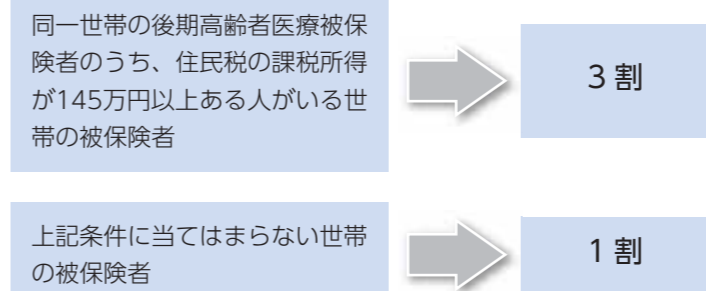 同一世帯の後期高齢者医療被保
険者のうち、住民税の課税所得
が145万円以上ある人がいる世
帯の被保険者
3割
上記条件に当てはまらない世帯
の被保険者
1割